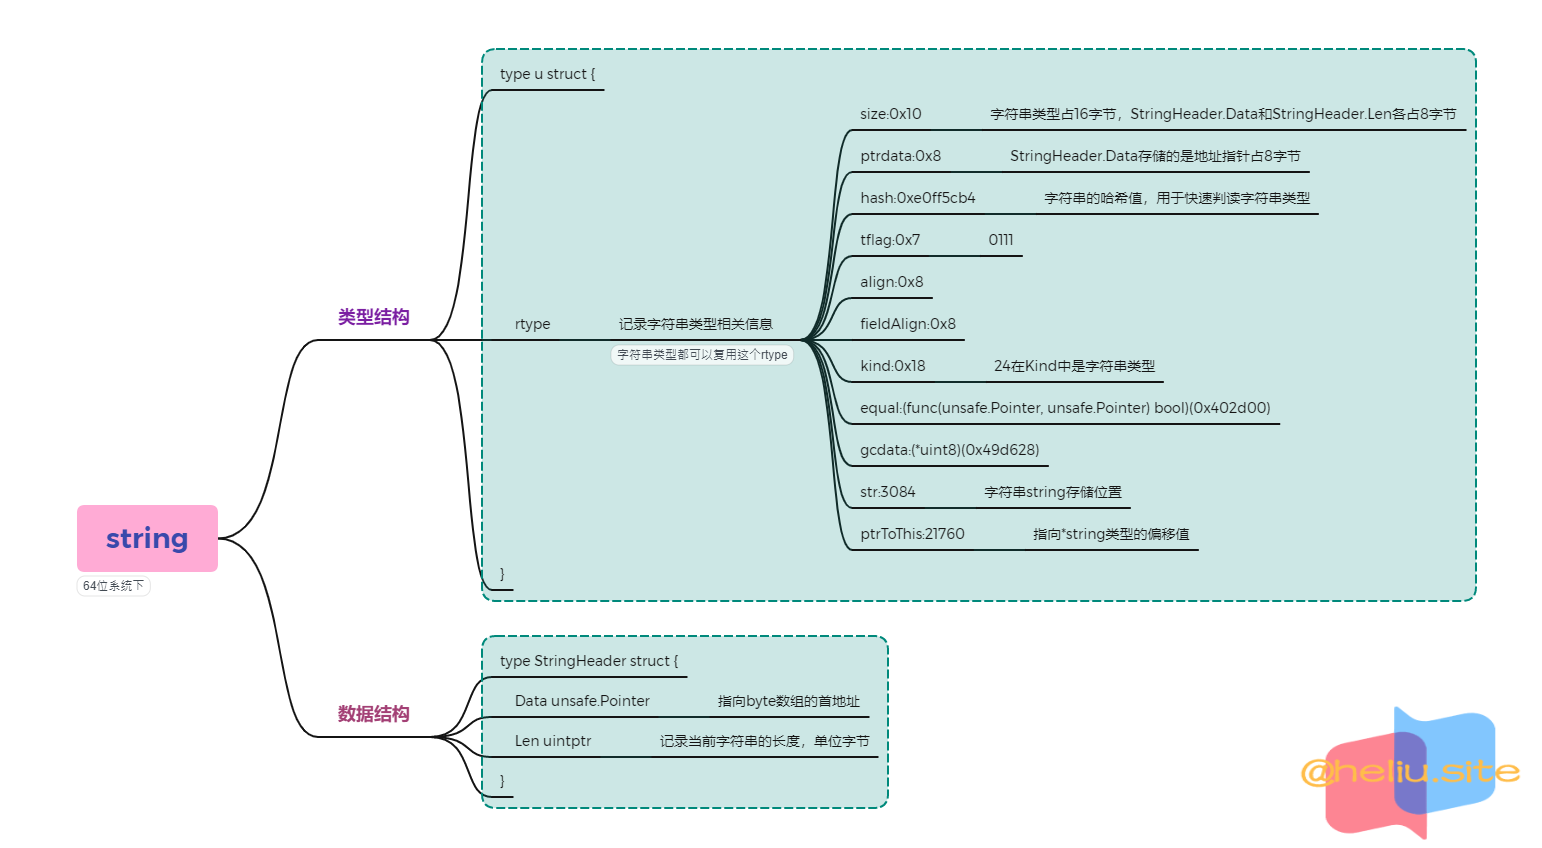 string
64位系统下
类型结构
type u struct {
rtype
记录字符串类型相关信息
字符串类型都可以复用这个rtype
size:0x10
字符串类型占16字节，StringHeader.Data和StringHeader.Len各占8字节
ptrdata:0x8
StringHeader.Data存储的是地址指针占8字节
hash:0xe0ff5cb4
字符串的哈希值，用于快速判读字符串类型
tflag:0x7
0111
align:0x8
fieldAlign:0x8
kind:0x18
24在Kind中是字符串类型
equal:(func(unsafe.Pointer, unsafe.Pointer) bool)(0x402d00)
gcdata:(*uint8)(0x49d628)
str:3084
字符串string存储位置
ptrToThis:21760
指向*string类型的偏移值
}
数据结构
type StringHeader struct {
Data unsafe.Pointer
指向byte数组的首地址
Len uintptr
记录当前字符串的长度，单位字节
}
@heliu.site